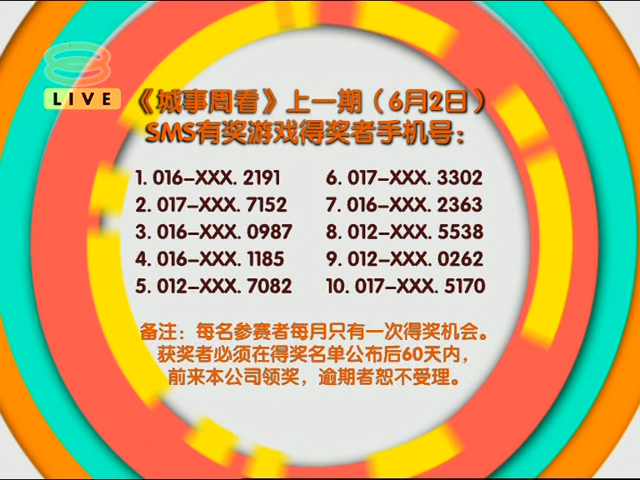 8
LIVE
《城事周看》上一期（6月2日）
SMS有奖游戏得奖者手机号：
1. 016-XXX. 2191
2. 017-XXX. 7152
3. 016-XXX. 0987
4. 016-XXX. 1185
5. 012-XXX. 7082
6. 017-XXX. 3302
7. 016-XXX. 2363
8. 012-XXX. 5538
9. 012-XXX. 0262
10. 017-XXX. 5170
备注：每名参赛者每月只有一次得奖机会。
获奖者必须在得奖名单公布后60天内，
前来本公司领奖，逾期者恕不受理。